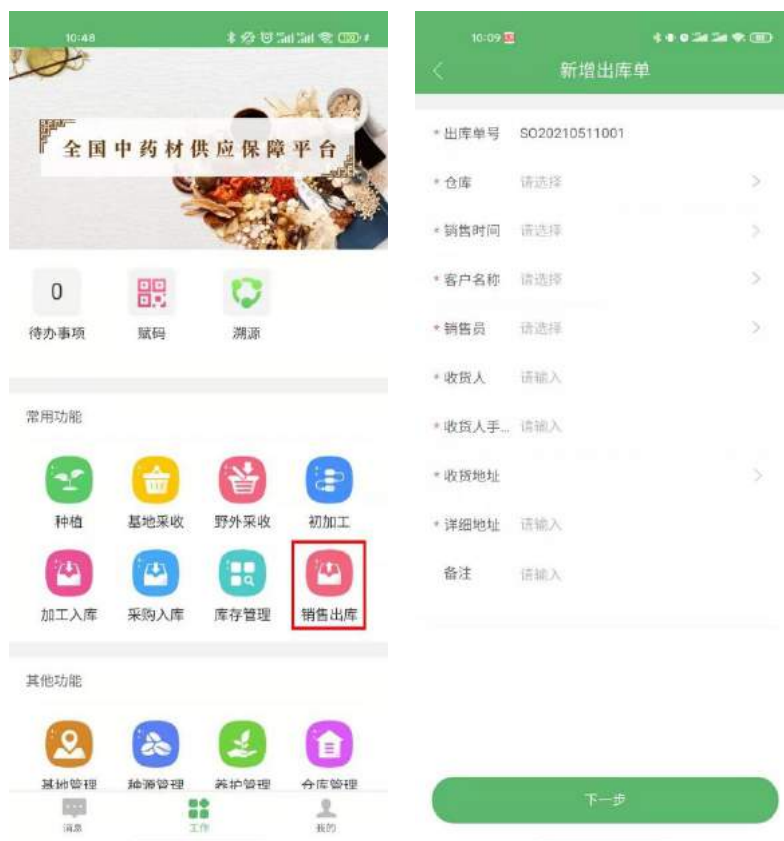 10:48
全国中药材供应保障平台
0
待办事项 赋码 溯源
常用功能
种植 基地采收 野外采收 初加工
加工入库 采购入库 库存管理 销售出库
其他功能
基地管理 种源管理 养护管理 仓库管理
消息 工作 我的
10:09
新增出库单
* 出库单号 SO20210511001
* 仓库 请选择
* 销售时间 请选择
* 客户名称 请选择
* 销售员 请选择
* 收货人 请输入
* 收货人手... 请输入
* 收货地址
* 详细地址 请输入
备注 请输入
下一步